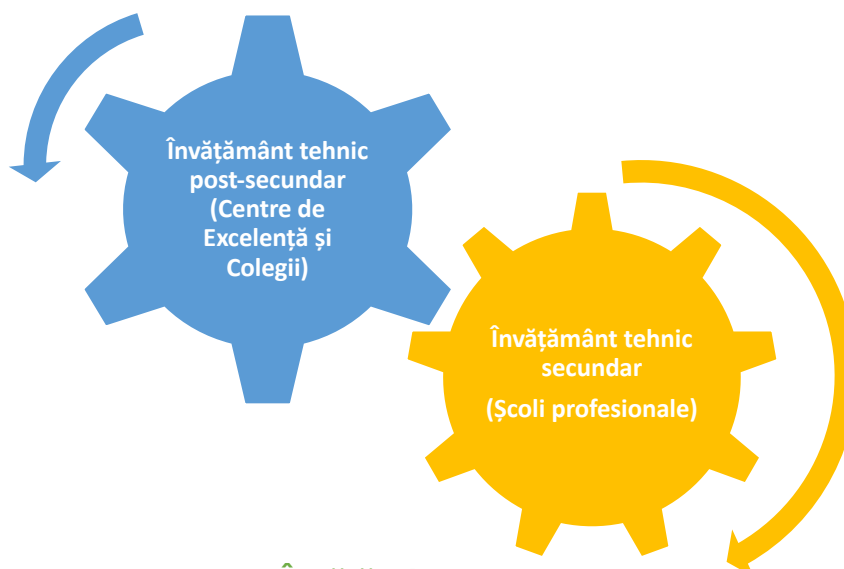 Învățământ tehnic
post-secundar
(Centre de
Excelență și
Colegii)
Învățământ tehnic
secundar
(Școli profesionale)